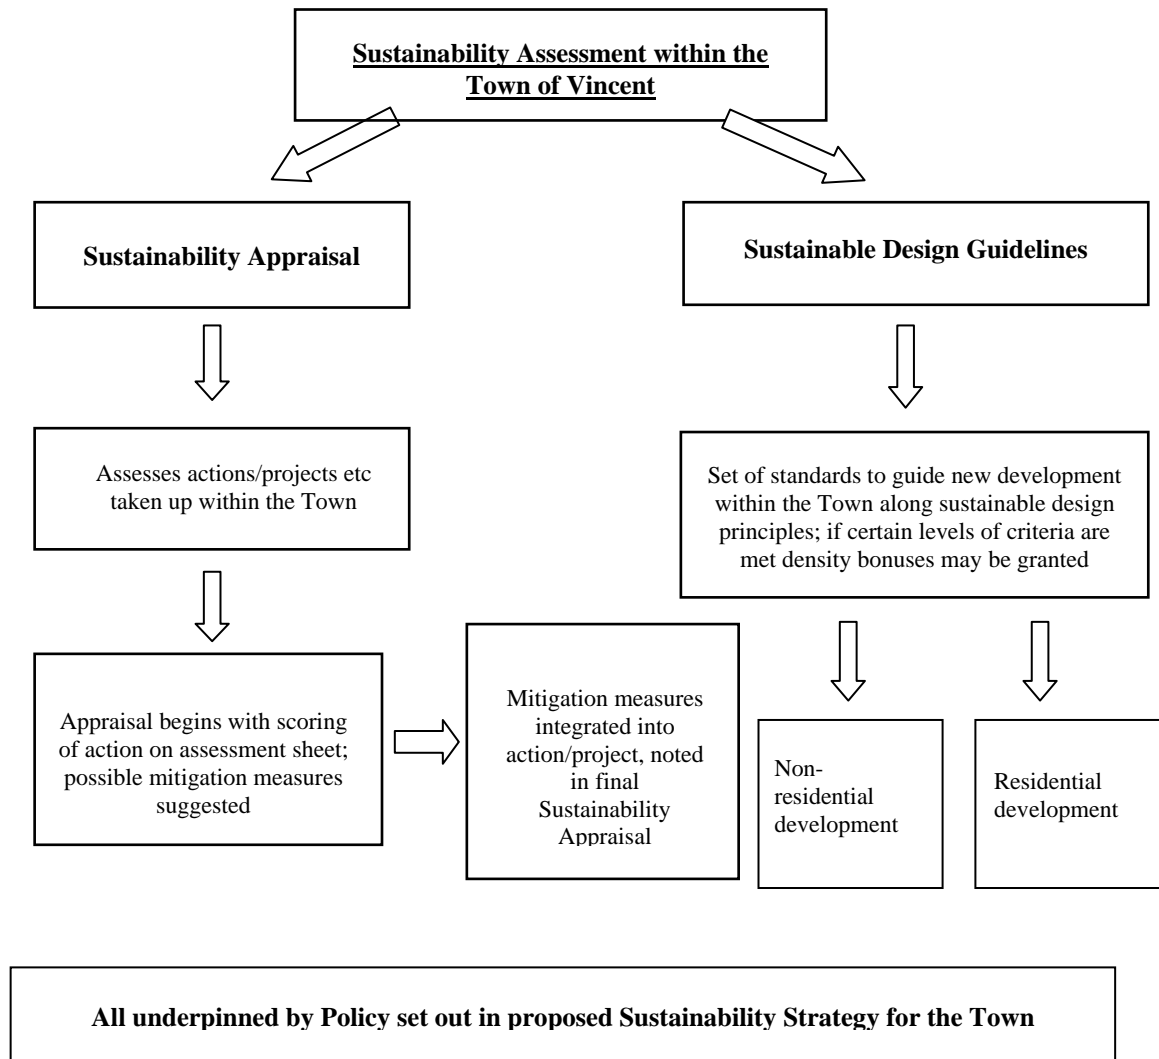 Sustainability Assessment within the
Town of Vincent
Sustainability Appraisal
Sustainable Design Guidelines
Assesses actions/projects etc
taken up within the Town
Set of standards to guide new development
within the Town along sustainable design
principles; if certain levels of criteria are
met density bonuses may be granted
Appraisal begins with scoring
of action on assessment sheet;
possible mitigation measures
suggested
Mitigation measures
integrated into
action/project, noted
in final
Sustainability
Appraisal
Non-
residential
development
Residential
development
All underpinned by Policy set out in proposed Sustainability Strategy for the Town